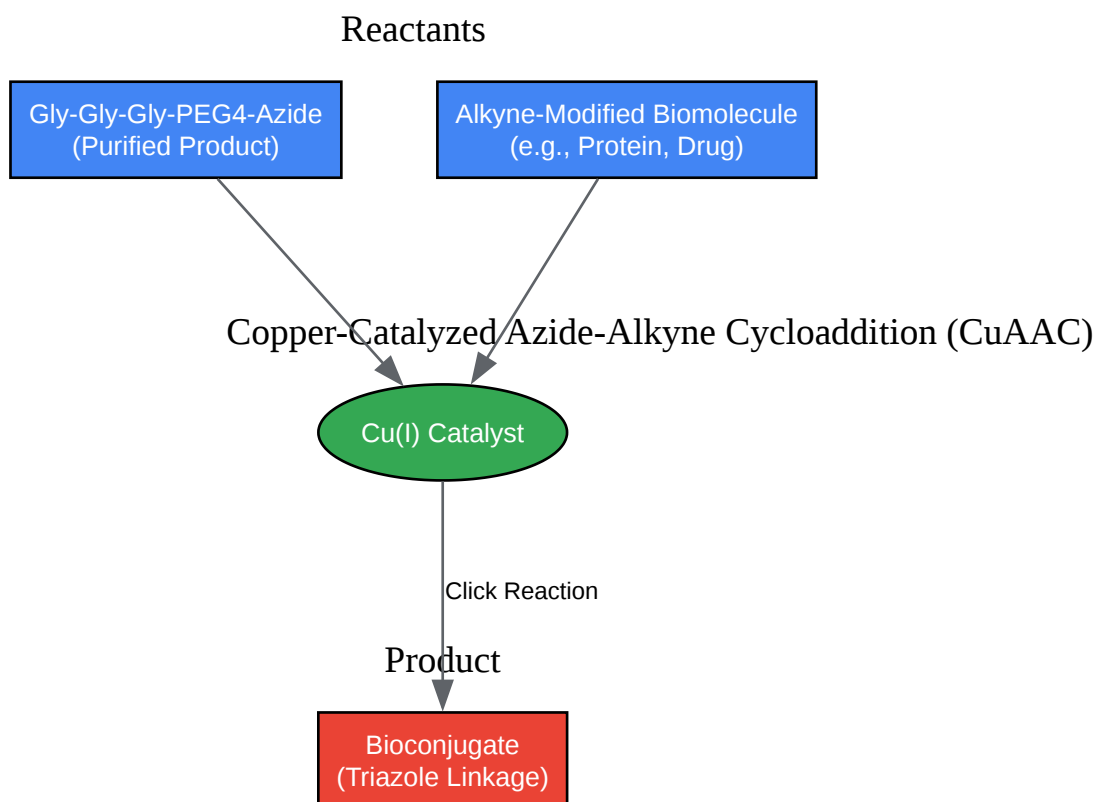 Reactants
Gly-Gly-Gly-PEG4-Azide
(Purified Product)
Alkyne-Modified Biomolecule
(e.g., Protein, Drug)
Copper-Catalyzed Azide-Alkyne Cycloaddition (CuAAC)
Cu(I) Catalyst
Click Reaction
Product
Bioconjugate
(Triazole Linkage)